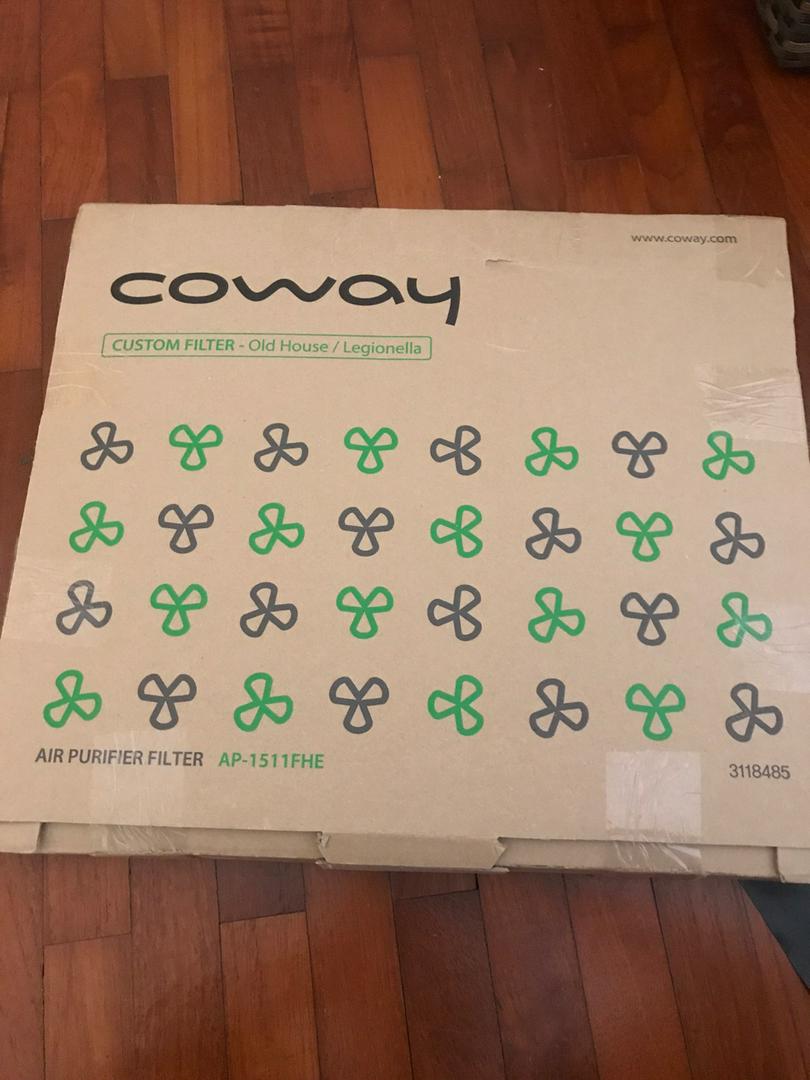 www.coway.com
coway
CUSTOM FILTER - Old House / Legionella
AIR PURIFIER FILTER AP-1511FHE
3118485